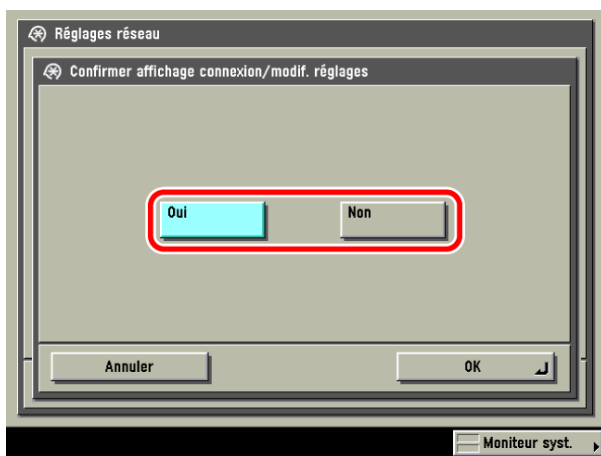 Réglages réseau
Confirmer affichage connexion/modif. réglages
Oui Non
Annuler OK
Moniteur syst.